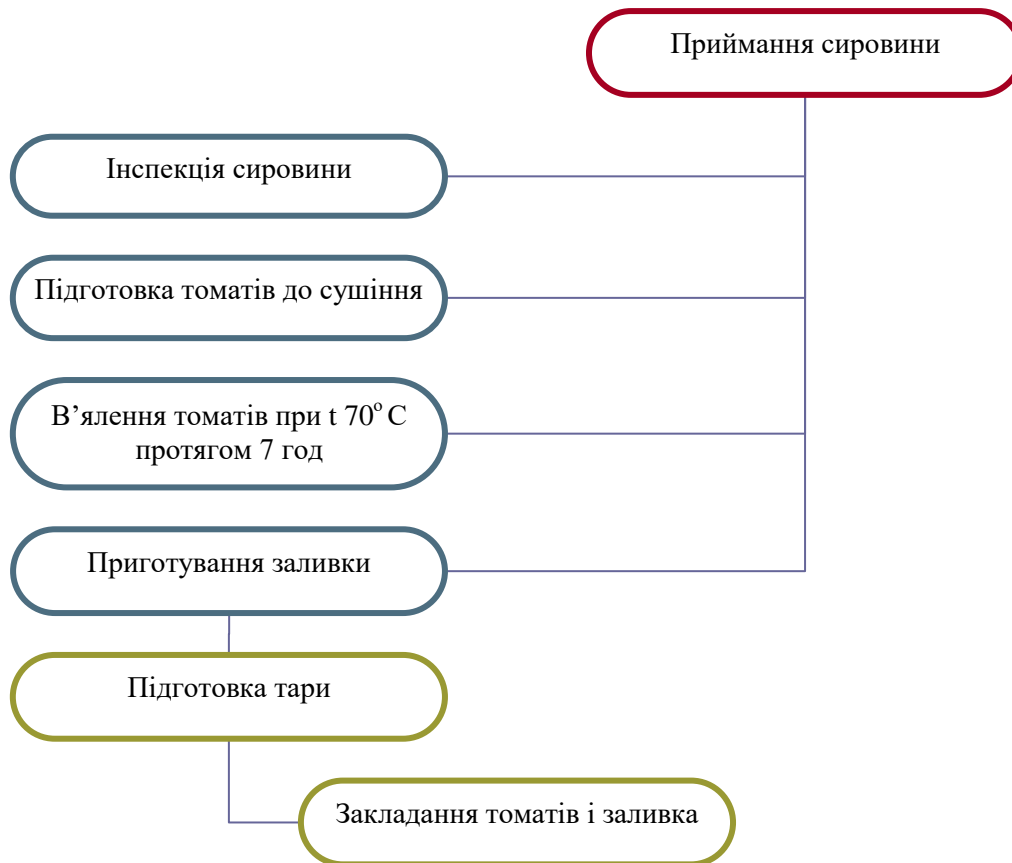 Приймання сировини
Інспекція сировини
Підготовка томатів до сушіння
В’ялення томатів при t 70º С
протягом 7 год
Приготування заливки
Підготовка тари
Закладання томатів і заливка